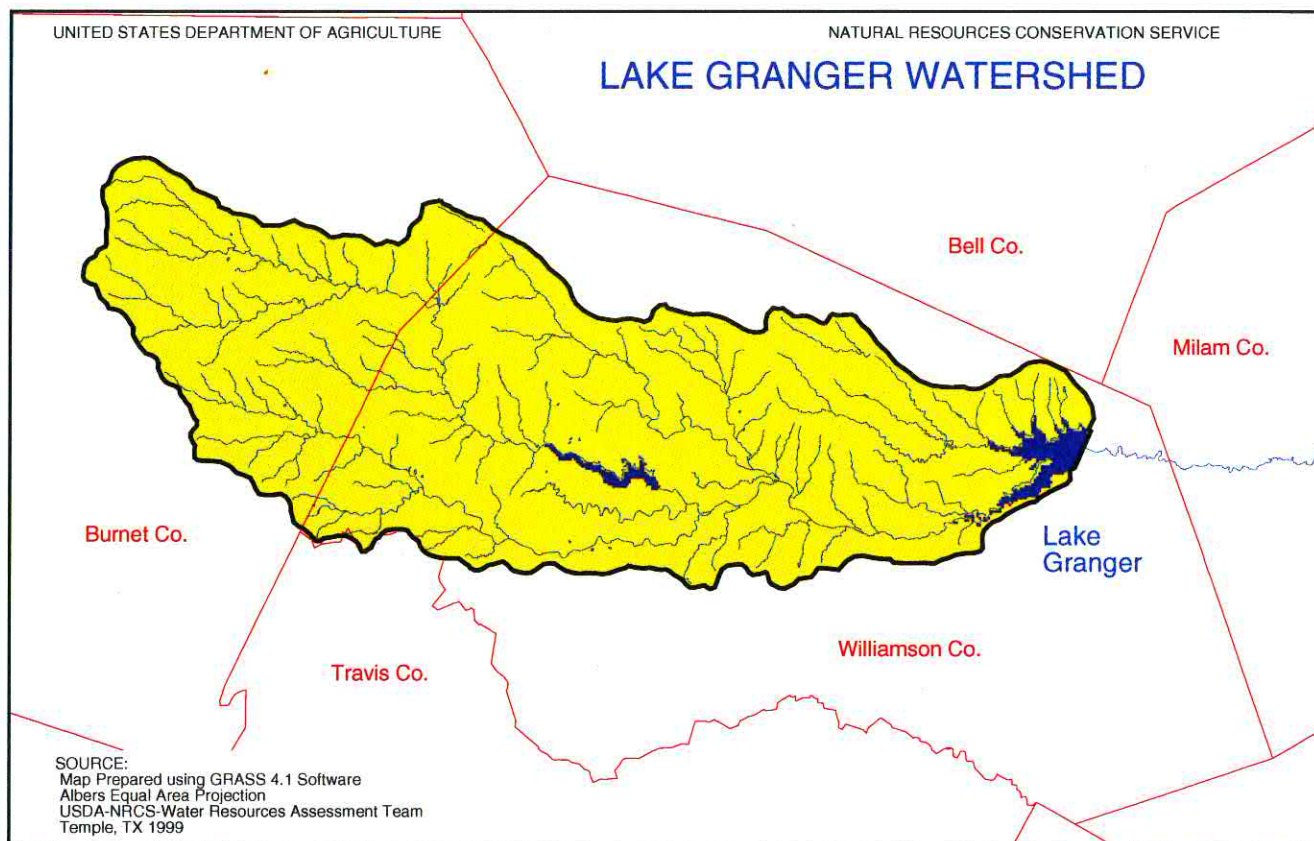 UNITED STATES DEPARTMENT OF AGRICULTURE
NATURAL RESOURCES CONSERVATION SERVICE
LAKE GRANGER WATERSHED
Bell Co.
Milam Co.
Burnet Co.
Lake
Granger
Williamson Co.
Travis Co.
SOURCE:
Map Prepared using GRASS 4.1 Software
Albers Equal Area Projection
USDA-NRCS-Water Resources Assessment Team
Temple, TX 1999